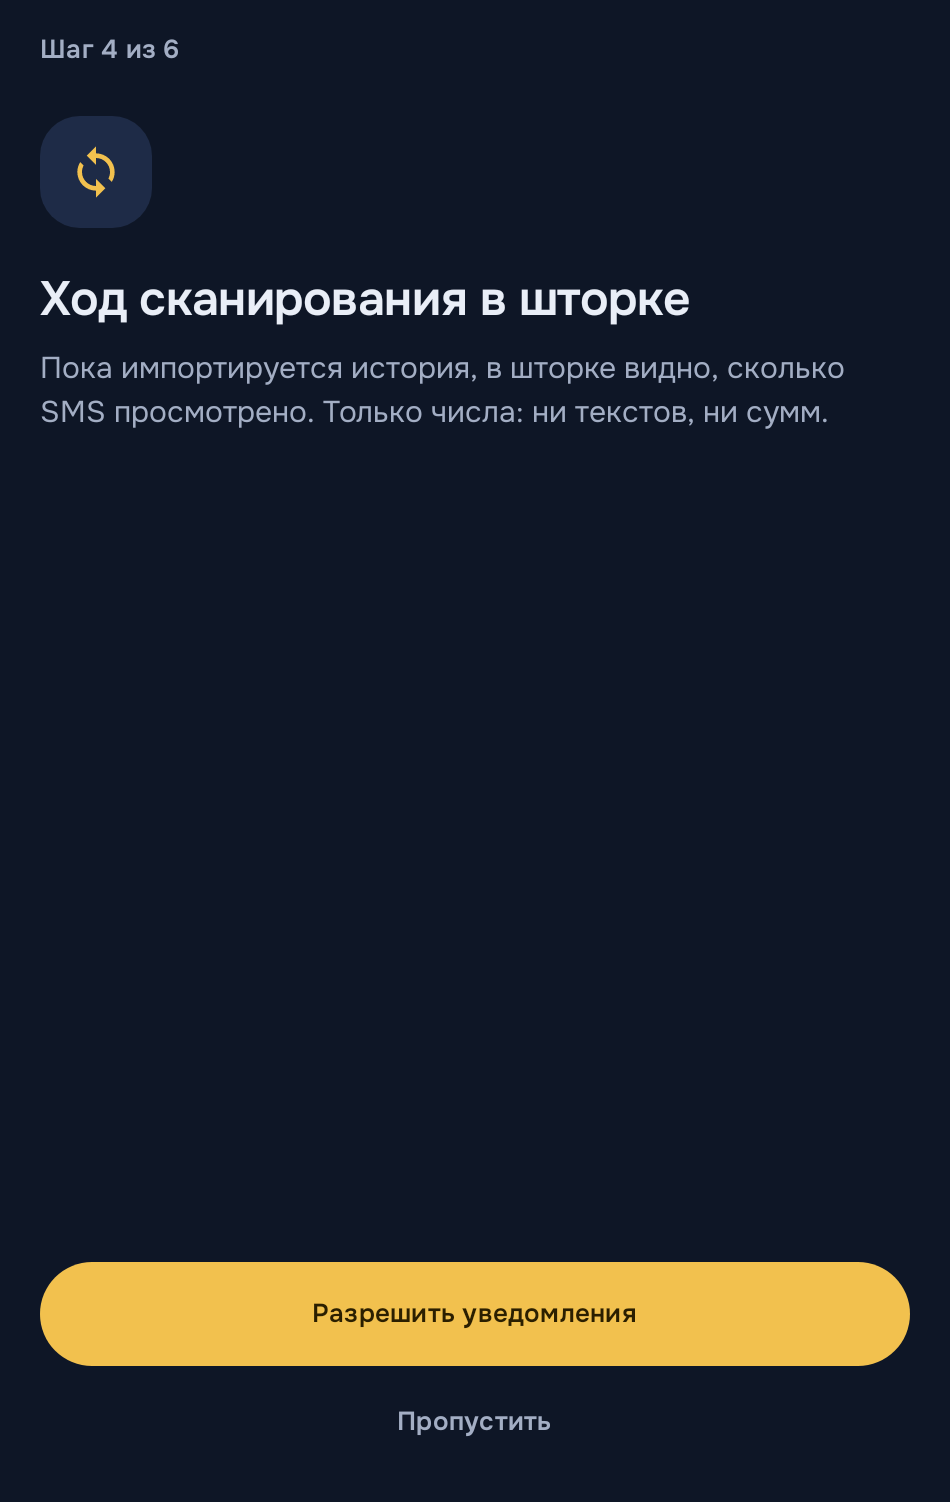 Шаг 4 из 6
Ход сканирования в шторке
Пока импортируется история, в шторке видно, сколько
SMS просмотрено. Только числа: ни текстов, ни сумм.
Разрешить уведомления
Пропустить